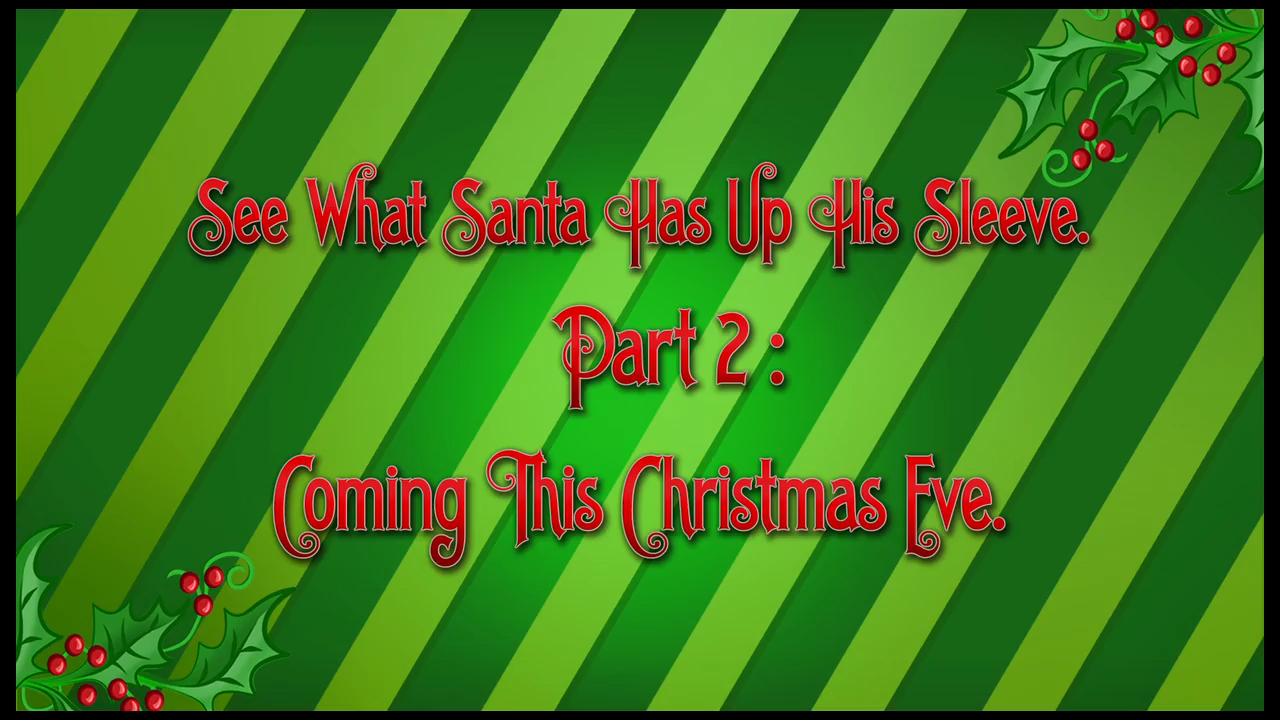 See What Santa Has Up His Sleeve.
Part 2 :
Coming This Christmas Eve.